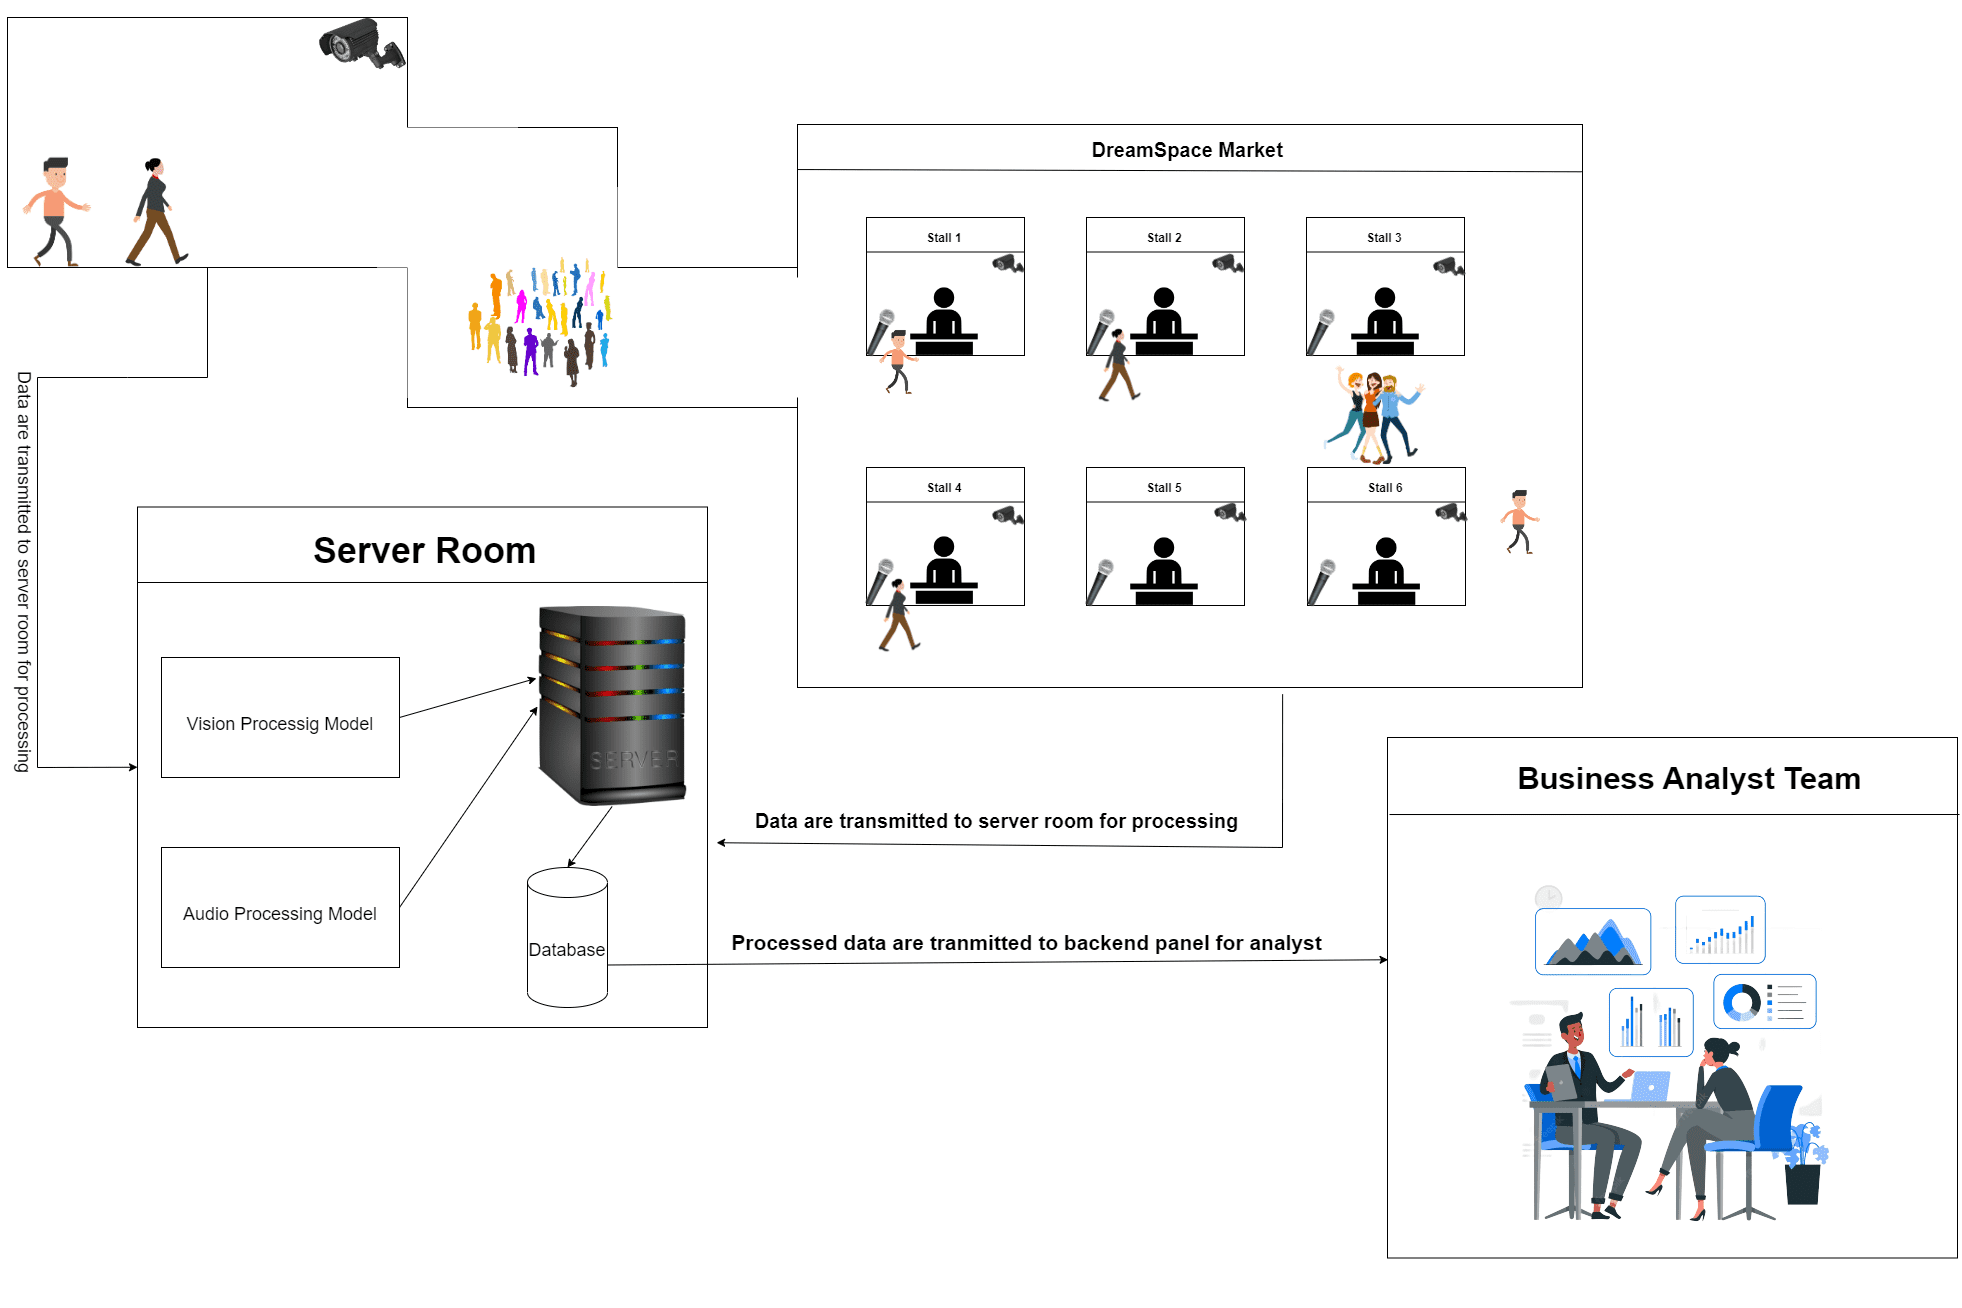 DreamSpace Market
Stall 1
Stall 2
Stall 3
Stall 4
Stall 5
Stall 6
Data are transmitted to server room for processing
Server Room
Vision Processig Model
SERVER
Audio Processing Model
Database
Data are transmitted to server room for processing
Processed data are tranmitted to backend panel for analyst
Business Analyst Team